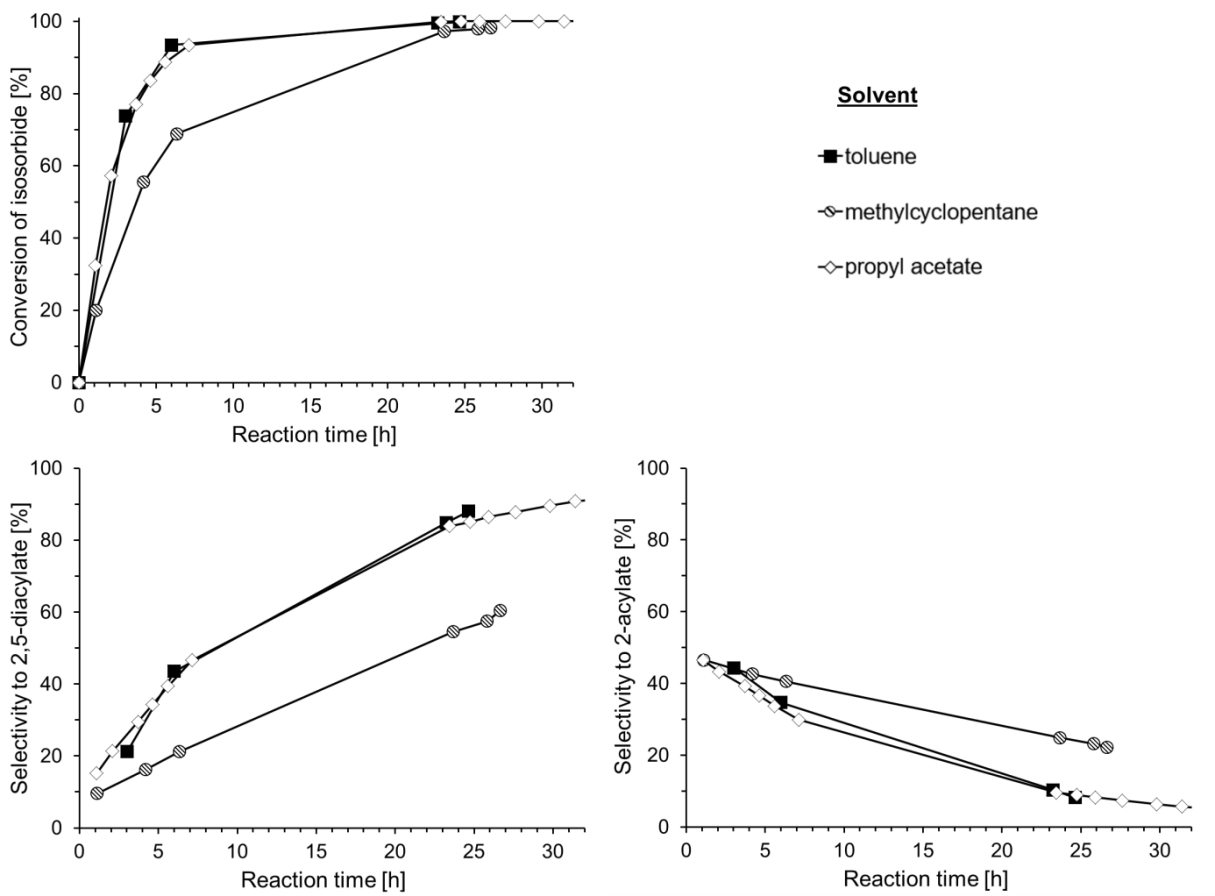 Conversion of isosorbide [%]
100
80
60
40
20
0
0 5 10 15 20 25 30
Reaction time [h]
Solvent
toluene
methylcyclopentane
propyl acetate
Selectivity to 2,5-diacylate [%]
100
80
60
40
20
0
0 5 10 15 20 25 30
Reaction time [h]
Selectivity to 2-acylate [%]
100
80
60
40
20
0
0 5 10 15 20 25 30
Reaction time [h]